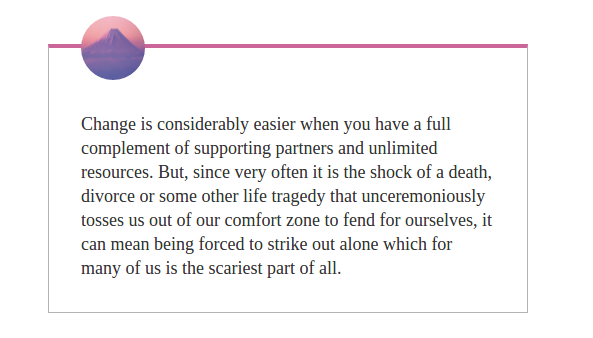 Change is considerably easier when you have a full
complement of supporting partners and unlimited
resources. But, since very often it is the shock of a death,
divorce or some other life tragedy that unceremoniously
tosses us out of our comfort zone to fend for ourselves, it
can mean being forced to strike out alone which for
many of us is the scariest part of all.